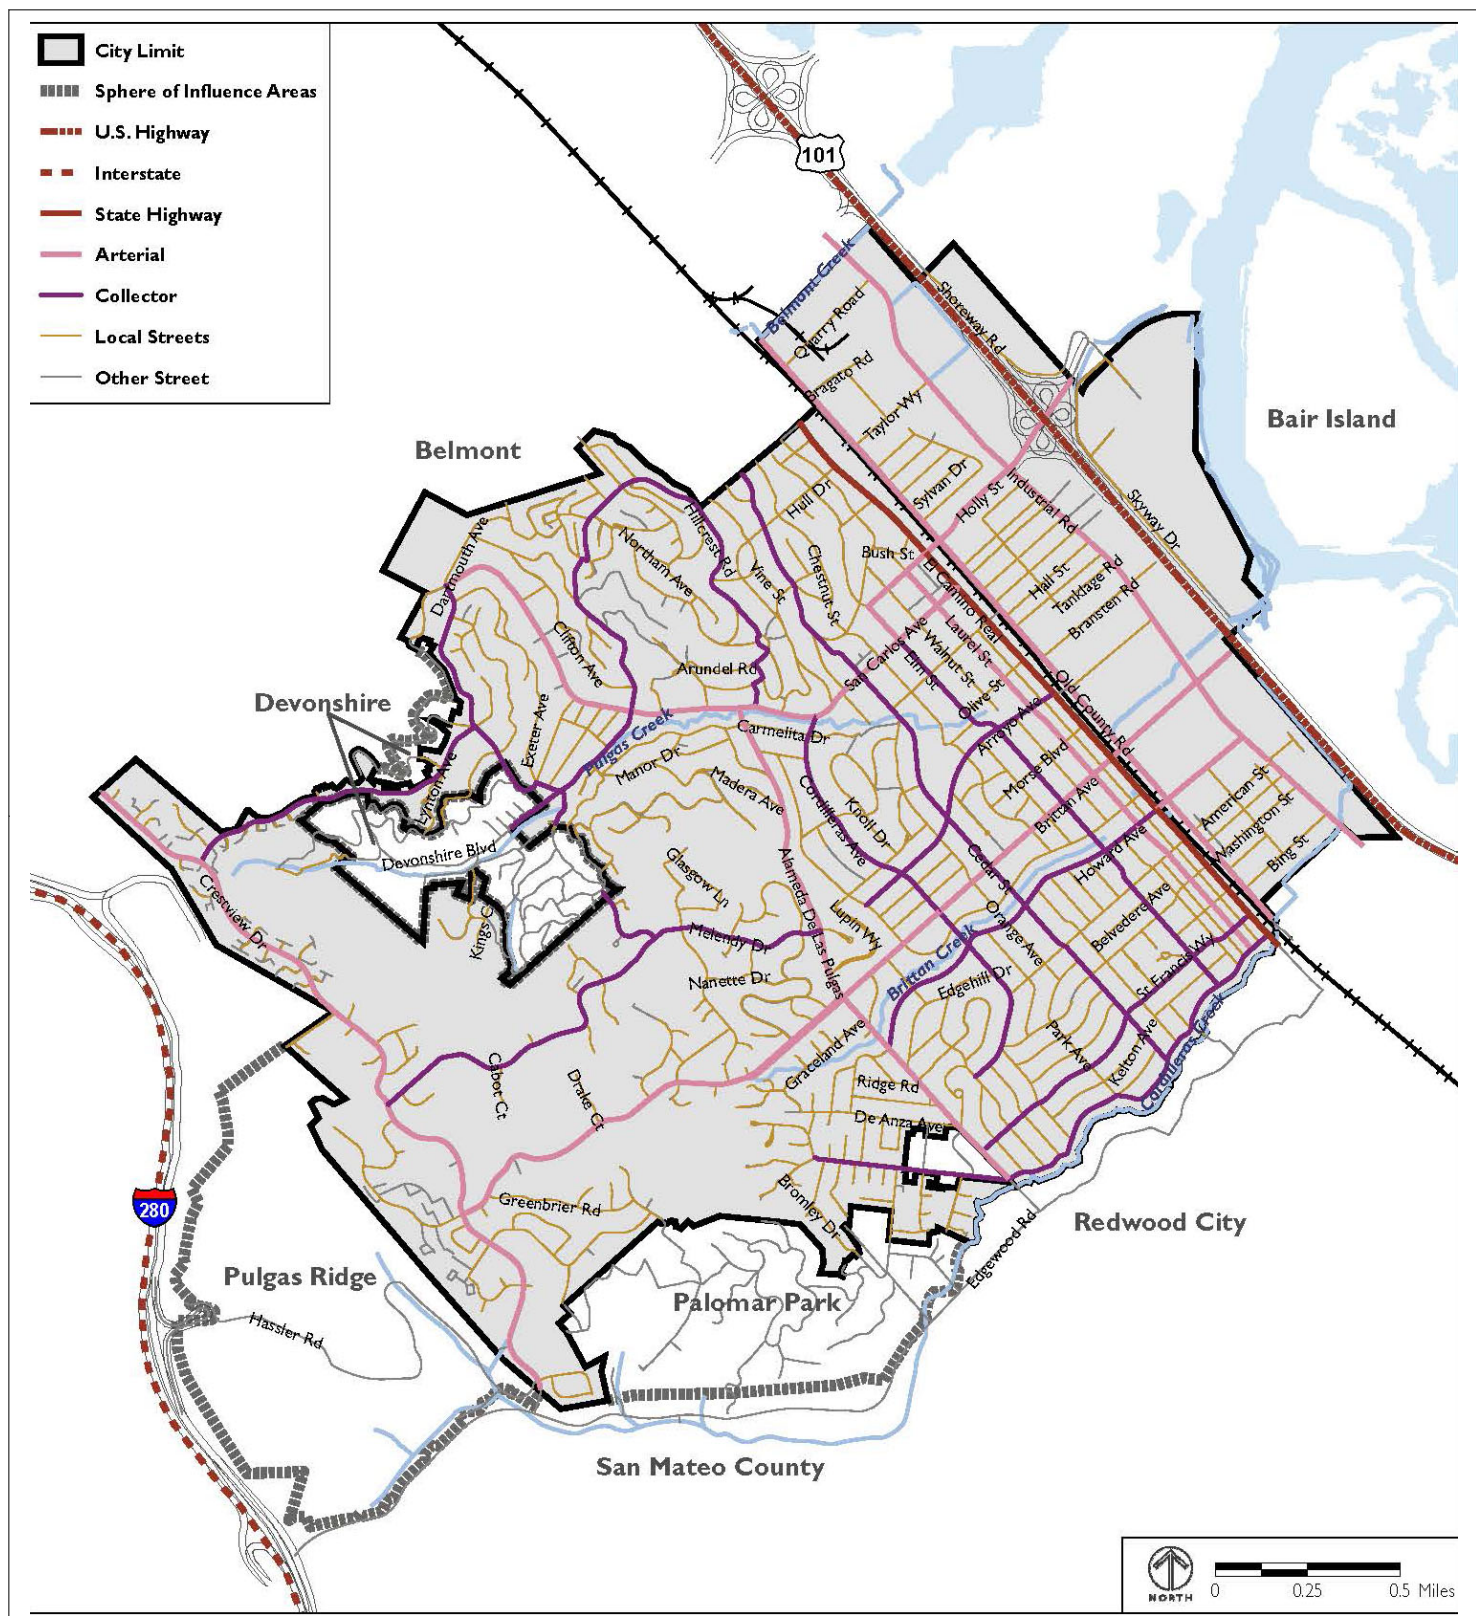 City Limit
Sphere of Influence Areas
U.S. Highway
Interstate
State Highway
Arterial
Collector
Local Streets
Other Street
101
Belmont Creek
Quarry Road
Shoreway Rd
Bragato Rd
Taylor Wy
Bair Island
Belmont
Sylvan Dr
Holly St
Industrial Rd
Skyway Dr
Hull Dr
Hillcrest Rd
Dartmouth Ave
Northam Ave
Vine St
Chestnut St
Bush St
El Camino Real
Hall St
Tanklage Rd
Bransten Rd
Clifton Ave
Arundel Rd
San Carlos Ave
Laurel St
Walnut St
Elm St
Olive St
Devonshire
Exeter Ave
Pulgas Creek
Carmelita Dr
Arroyo Ave
Old County Rd
Manor Dr
Madera Ave
Morse Blvd
Lynton Ave
Cordilleras Ave
Knoll Dr
Brittan Ave
American St
Washington St
Bing St
Devonshire Blvd
Glasgow Ln
Alameda De Las Pulgas
Cedar St
Howard Ave
Crestview Dr
Kings Ct
Melendy Dr
Lupin Wy
Orange Ave
Belvedere Ave
Brittan Creek
Nanette Dr
Edgehill Dr
St Francis Wy
Cordilleras Creek
Graceland Ave
Park Ave
Kelton Ave
Cabot Ct
Drake Ct
Ridge Rd
De Anza Ave
280
Greenbrier Rd
Bromley Dr
Edgewood Rd
Redwood City
Pulgas Ridge
Palomar Park
Hassler Rd
San Mateo County
NORTH
0 0.25 0.5 Miles